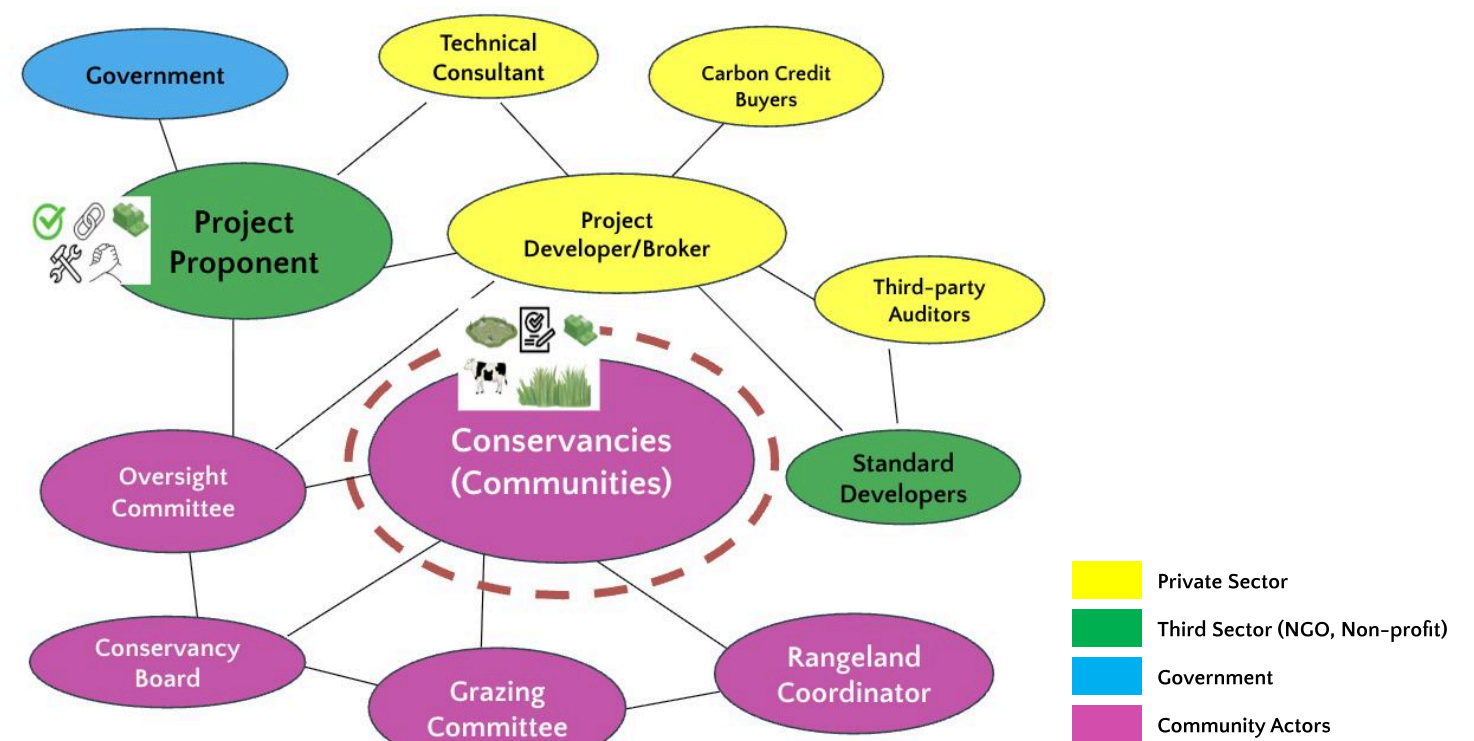 Government
Technical
Consultant
Carbon Credit
Buyers
Project
Proponent
Project
Developer/Broker
Third-party
Auditors
Conservancies
(Communities)
Oversight
Committee
Standard
Developers
Conservancy
Board
Grazing
Committee
Rangeland
Coordinator
Private Sector
Third Sector (NGO, Non-profit)
Government
Community Actors